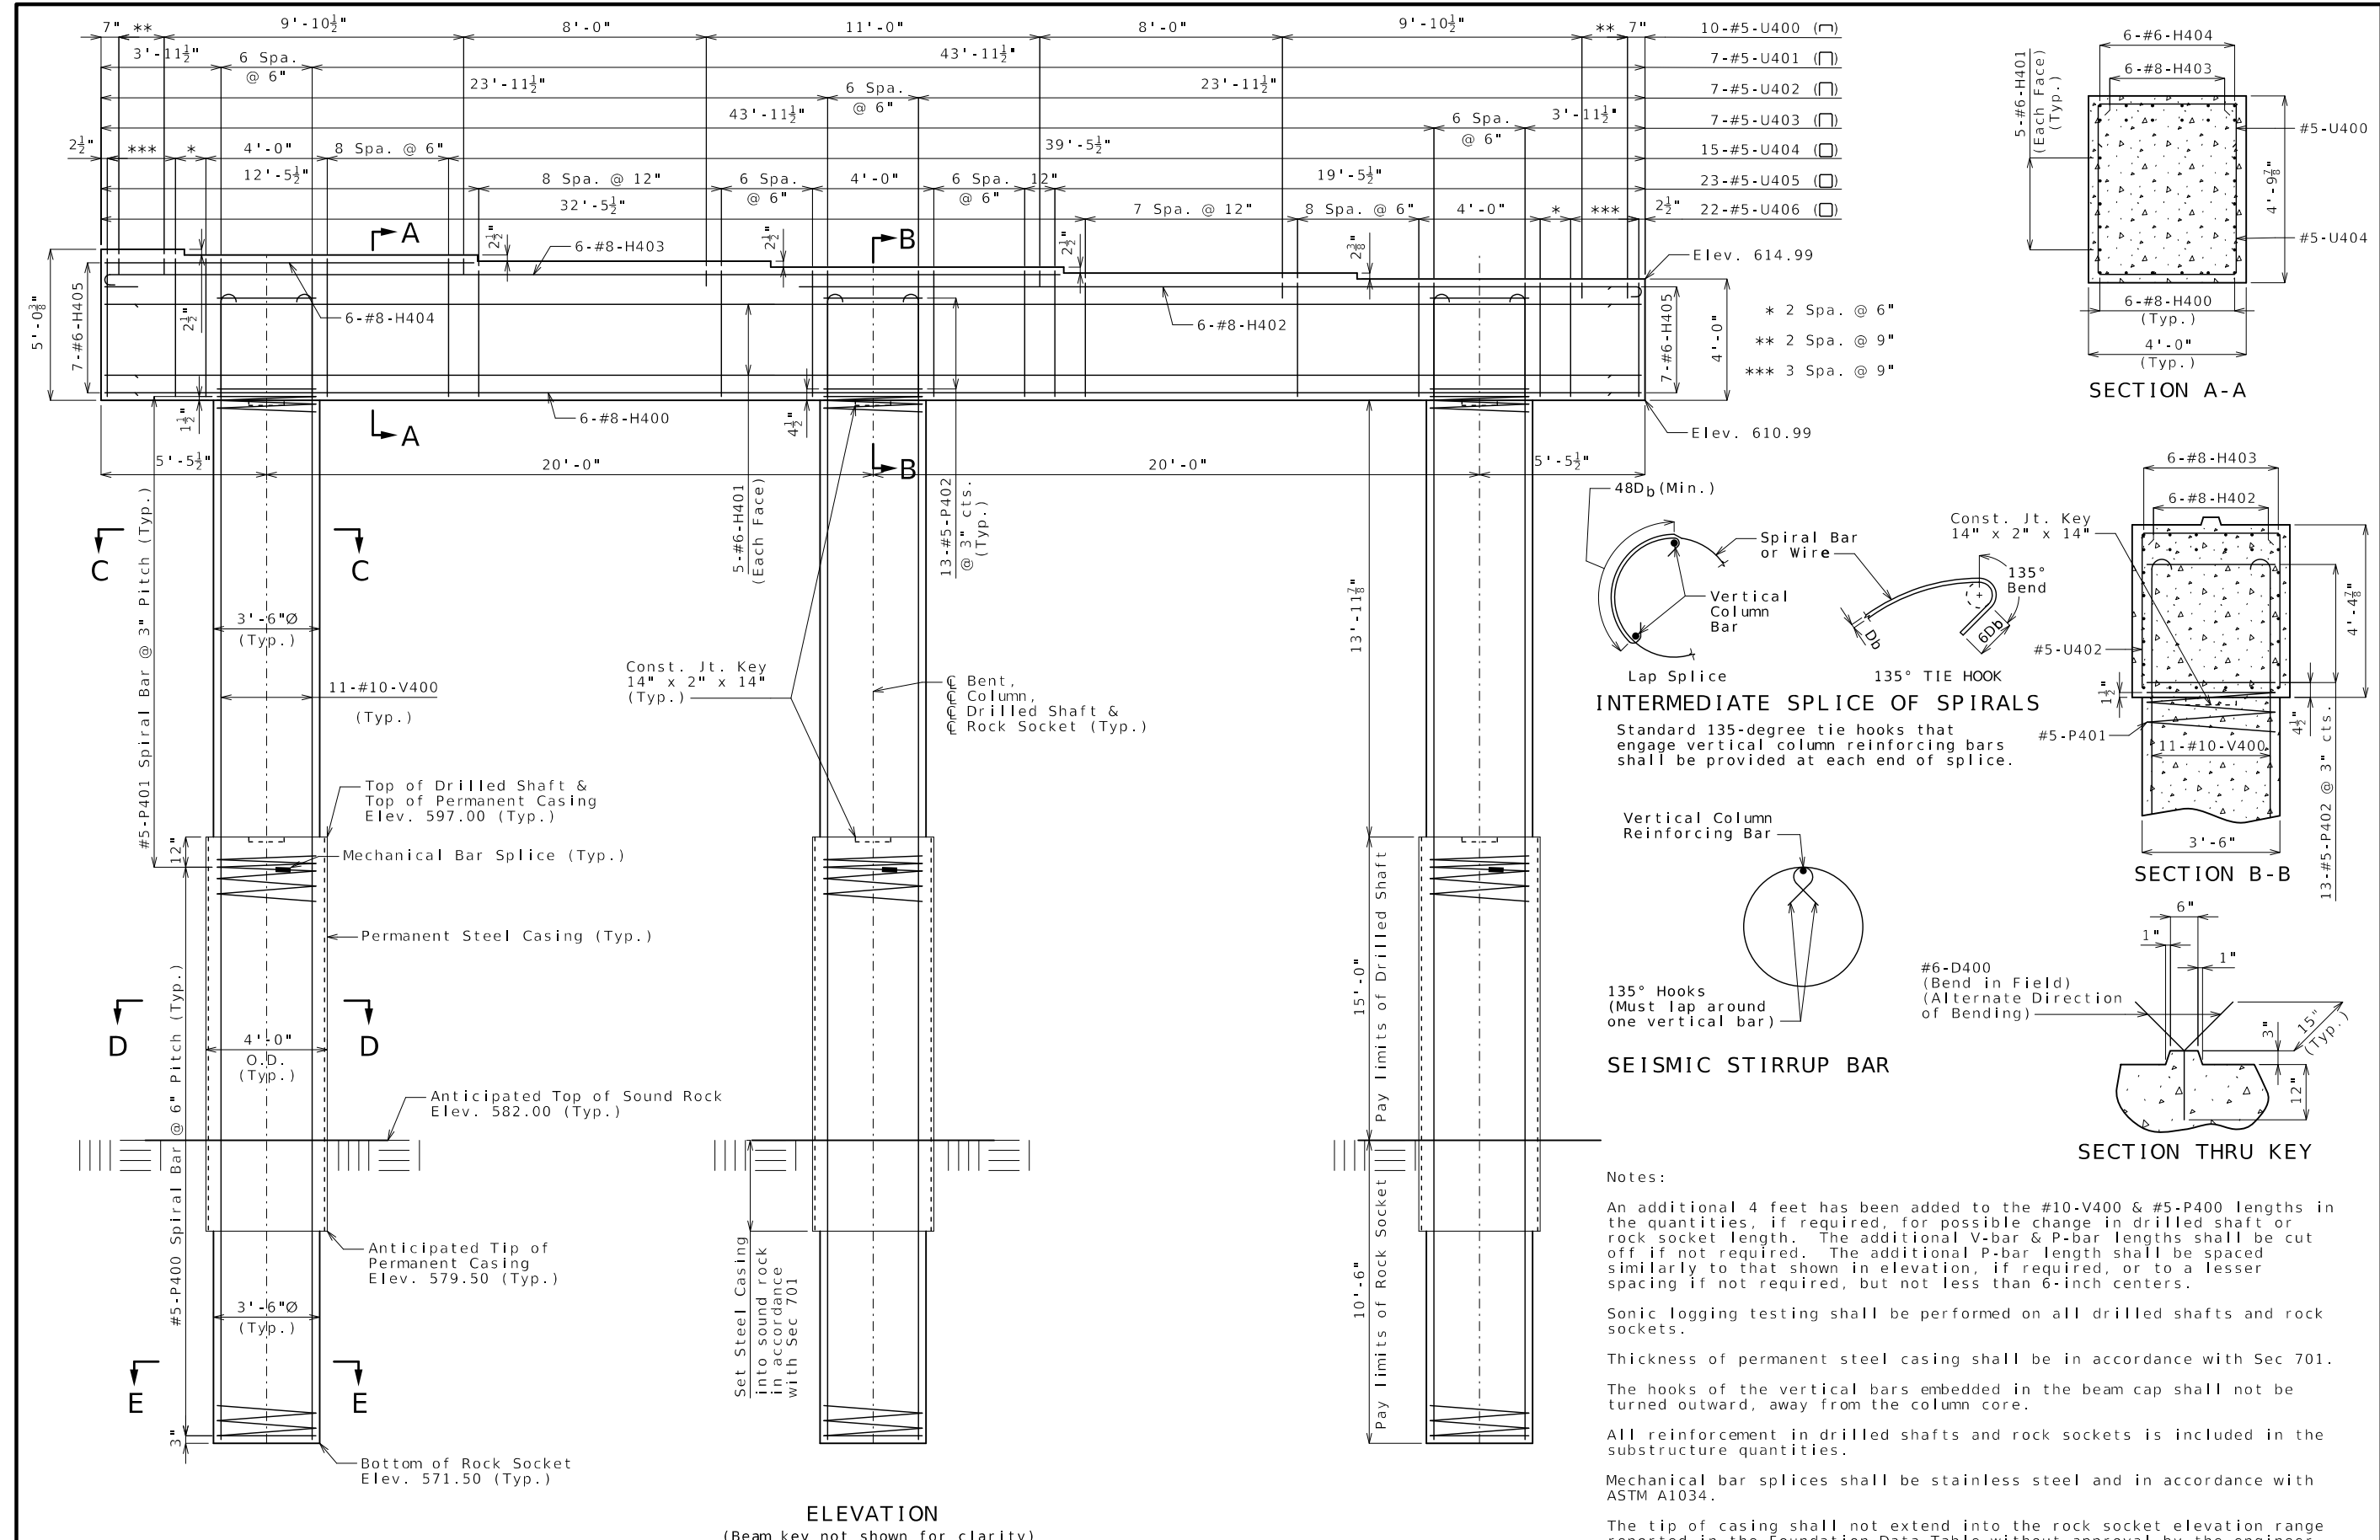 7" ** 9'-10½" 8'-0" 11'-0" 8'-0" 9'-10½" ** 7" 10-#5-U400
3'-11½" 6 Spa. @ 6" 43'-11½" 7-#5-U401
23'-11½" 6 Spa. @ 6" 23'-11½" 7-#5-U402
43'-11½" 6 Spa. @ 6" 3'-11½" 7-#5-U403
2½" *** * 4'-0" 8 Spa. @ 6" 39'-5½" 15-#5-U404
12'-5½" 8 Spa. @ 12" 6 Spa. @ 6" 4'-0" 6 Spa. @ 6" 12" 19'-5½" 23-#5-U405
32'-5½" 7 Spa. @ 12" 8 Spa. @ 6" 4'-0" * *** 2½" 22-#5-U406
A
B
2½"
6-#8-H403
2½"
2½"
2⅜"
Elev. 614.99
5'-0⅜"
7-#6-H405
2½"
6-#8-H404
6-#8-H402
7-#6-H405
4'-0"
* 2 Spa. @ 6"
** 2 Spa. @ 9"
*** 3 Spa. @ 9"
1½"
A
6-#8-H400
4½"
Elev. 610.99
5'-5½" 20'-0" B 20'-0" 5'-5½"
#5-P401 Spiral Bar @ 3" Pitch (Typ.)
5-#6-H401
(Each Face)
13-#5-P402
@ 3" cts.
(Typ.)
C C
3'-6"Ø
(Typ.)
11-#10-V400
(Typ.)
13'-11⅞"
Const. Jt. Key
14" x 2" x 14"
(Typ.)
℄ Bent,
℄ Column,
℄ Drilled Shaft &
℄ Rock Socket (Typ.)
Top of Drilled Shaft &
Top of Permanent Casing
Elev. 597.00 (Typ.)
12"
Mechanical Bar Splice (Typ.)
Permanent Steel Casing (Typ.)
#5-P400 Spiral Bar @ 6" Pitch (Typ.)
D D
4'-0"
O.D.
(Typ.)
15'-0"
Pay limits of Drilled Shaft
Anticipated Top of Sound Rock
Elev. 582.00 (Typ.)
Anticipated Tip of
Permanent Casing
Elev. 579.50 (Typ.)
Set Steel Casing
into sound rock
in accordance
with Sec 701
10'-6"
Pay limits of Rock Socket
3'-6"Ø
(Typ.)
E E
3"
Bottom of Rock Socket
Elev. 571.50 (Typ.)
ELEVATION
(Beam key not shown for clarity)
6-#6-H404
6-#8-H403
5-#6-H401
(Each Face)
(Typ.)
#5-U400
4'-9⅞"
#5-U404
6-#8-H400
(Typ.)
4'-0"
(Typ.)
SECTION A-A
48Db(Min.)
Spiral Bar
or Wire
Vertical
Column
Bar
135°
Bend
Db
6Db
Lap Splice
135° TIE HOOK
INTERMEDIATE SPLICE OF SPIRALS
Standard 135-degree tie hooks that
engage vertical column reinforcing bars
shall be provided at each end of splice.
6-#8-H403
6-#8-H402
Const. Jt. Key
14" x 2" x 14"
#5-U402
4'-4⅞"
1½"
4½"
#5-P401
11-#10-V400
13-#5-P402 @ 3" cts.
3'-6"
SECTION B-B
Vertical Column
Reinforcing Bar
135° Hooks
(Must lap around
one vertical bar)
SEISMIC STIRRUP BAR
6"
1"
1"
#6-D400
(Bend in Field)
(Alternate Direction
of Bending)
3"
15"
(Typ.)
12"
SECTION THRU KEY
Notes:
An additional 4 feet has been added to the #10-V400 & #5-P400 lengths in
the quantities, if required, for possible change in drilled shaft or
rock socket length. The additional V-bar & P-bar lengths shall be cut
off if not required. The additional P-bar length shall be spaced
similarly to that shown in elevation, if required, or to a lesser
spacing if not required, but not less than 6-inch centers.
Sonic logging testing shall be performed on all drilled shafts and rock
sockets.
Thickness of permanent steel casing shall be in accordance with Sec 701.
The hooks of the vertical bars embedded in the beam cap shall not be
turned outward, away from the column core.
All reinforcement in drilled shafts and rock sockets is included in the
substructure quantities.
Mechanical bar splices shall be stainless steel and in accordance with
ASTM A1034.
The tip of casing shall not extend into the rock socket elevation range
reported in the Foundation Data Table without approval by the engineer